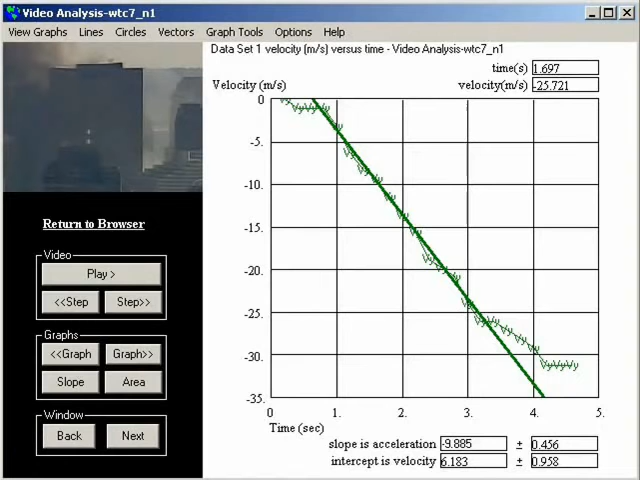 Video Analysis-wtc7_n1
View Graphs Lines Circles Vectors Graph Tools Options Help
Data Set 1 velocity (m/s) versus time - Video Analysis-wtc7_n1
time(s) 1.697
Velocity (m/s) velocity(m/s) -25.721
0
-5.
-10.
-15.
-20.
-25.
-30.
-35.
0 1. 2. 3. 4. 5.
Time (sec)
slope is acceleration -9.885 ± 0.456
intercept is velocity 6.183 ± 0.958
Return to Browser
Video
Play >
<<Step Step>>
Graphs
<<Graph Graph>>
Slope Area
Window
Back Next